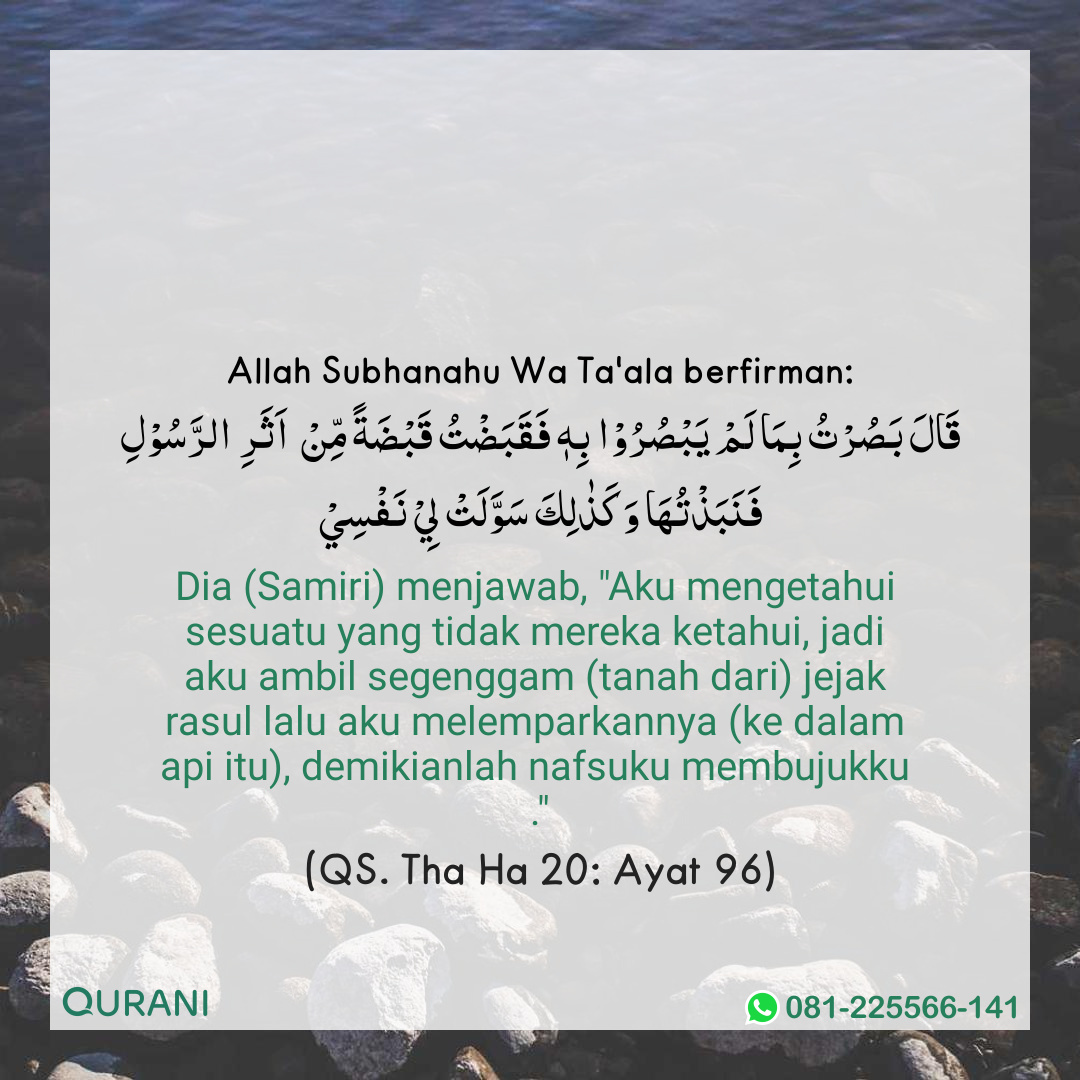 Allah Subhanahu Wa Ta'ala berfirman:
قَالَ بَصُرْتُ بِمَا لَمْ يَبْصُرُوْا بِهٖ فَقَبَضْتُ قَبْضَةً مِّنْ اَثَرِ الرَّسُوْلِ
فَنَبَذْتُهَا وَكَذٰلِكَ سَوَّلَتْ لِيْ نَفْسِيْ
Dia (Samiri) menjawab, "Aku mengetahui
sesuatu yang tidak mereka ketahui, jadi
aku ambil segenggam (tanah dari) jejak
rasul lalu aku melemparkannya (ke dalam
api itu), demikianlah nafsuku membujukku
."
(QS. Tha Ha 20: Ayat 96)
QURANI
081-225566-141